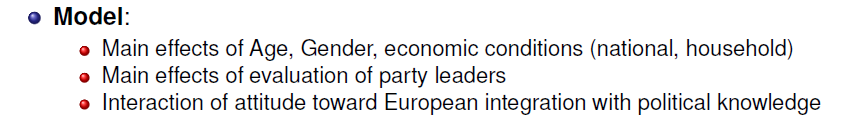 Model:
Main effects of Age, Gender, economic conditions (national, household)
Main effects of evaluation of party leaders
Interaction of attitude toward European integration with political knowledge